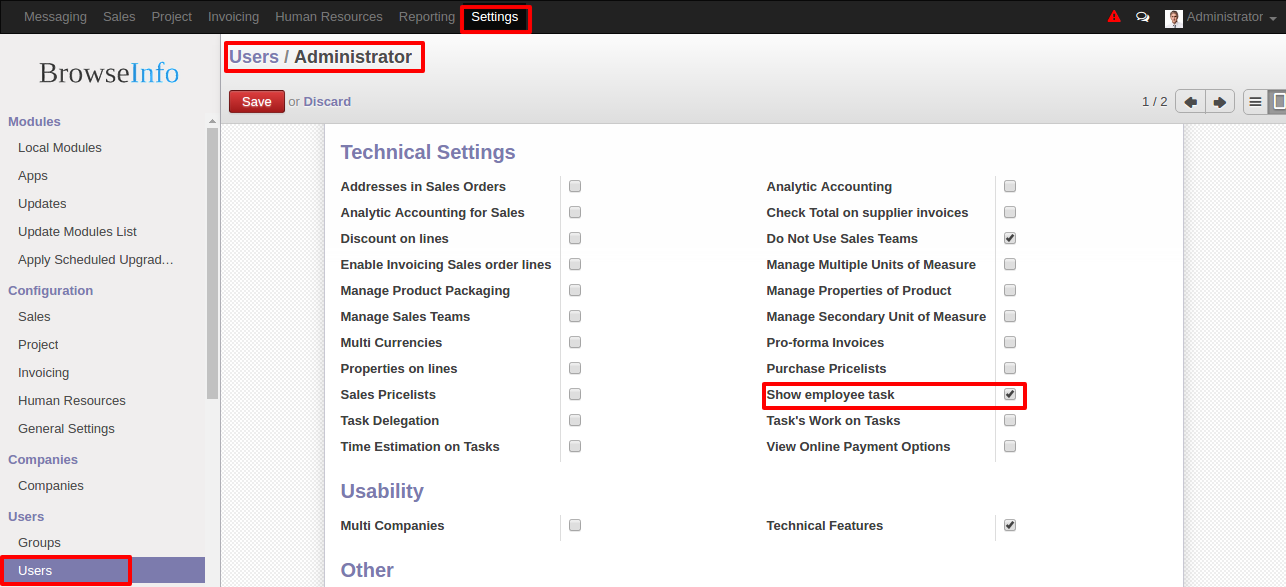 Messaging Sales Project Invoicing Human Resources Reporting Settings Administrator
BrowseInfo
Modules
Local Modules
Apps
Updates
Update Modules List
Apply Scheduled Upgrad…
Configuration
Sales
Project
Invoicing
Human Resources
General Settings
Companies
Companies
Users
Groups
Users
Users / Administrator
Save or Discard
1 / 2
Technical Settings
Addresses in Sales Orders
Analytic Accounting for Sales
Discount on lines
Enable Invoicing Sales order lines
Manage Product Packaging
Manage Sales Teams
Multi Currencies
Properties on lines
Sales Pricelists
Task Delegation
Time Estimation on Tasks
Analytic Accounting
Check Total on supplier invoices
Do Not Use Sales Teams
Manage Multiple Units of Measure
Manage Properties of Product
Manage Secondary Unit of Measure
Pro-forma Invoices
Purchase Pricelists
Show employee task
Task's Work on Tasks
View Online Payment Options
Usability
Multi Companies
Technical Features
Other